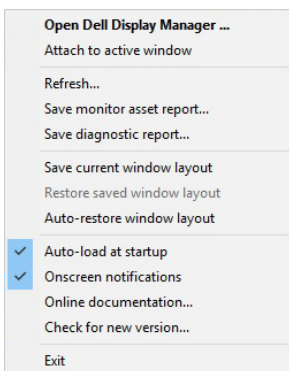 Open Dell Display Manager ...
Attach to active window
Refresh...
Save monitor asset report...
Save diagnostic report...
Save current window layout
Restore saved window layout
Auto-restore window layout
Auto-load at startup
Onscreen notifications
Online documentation...
Check for new version...
Exit